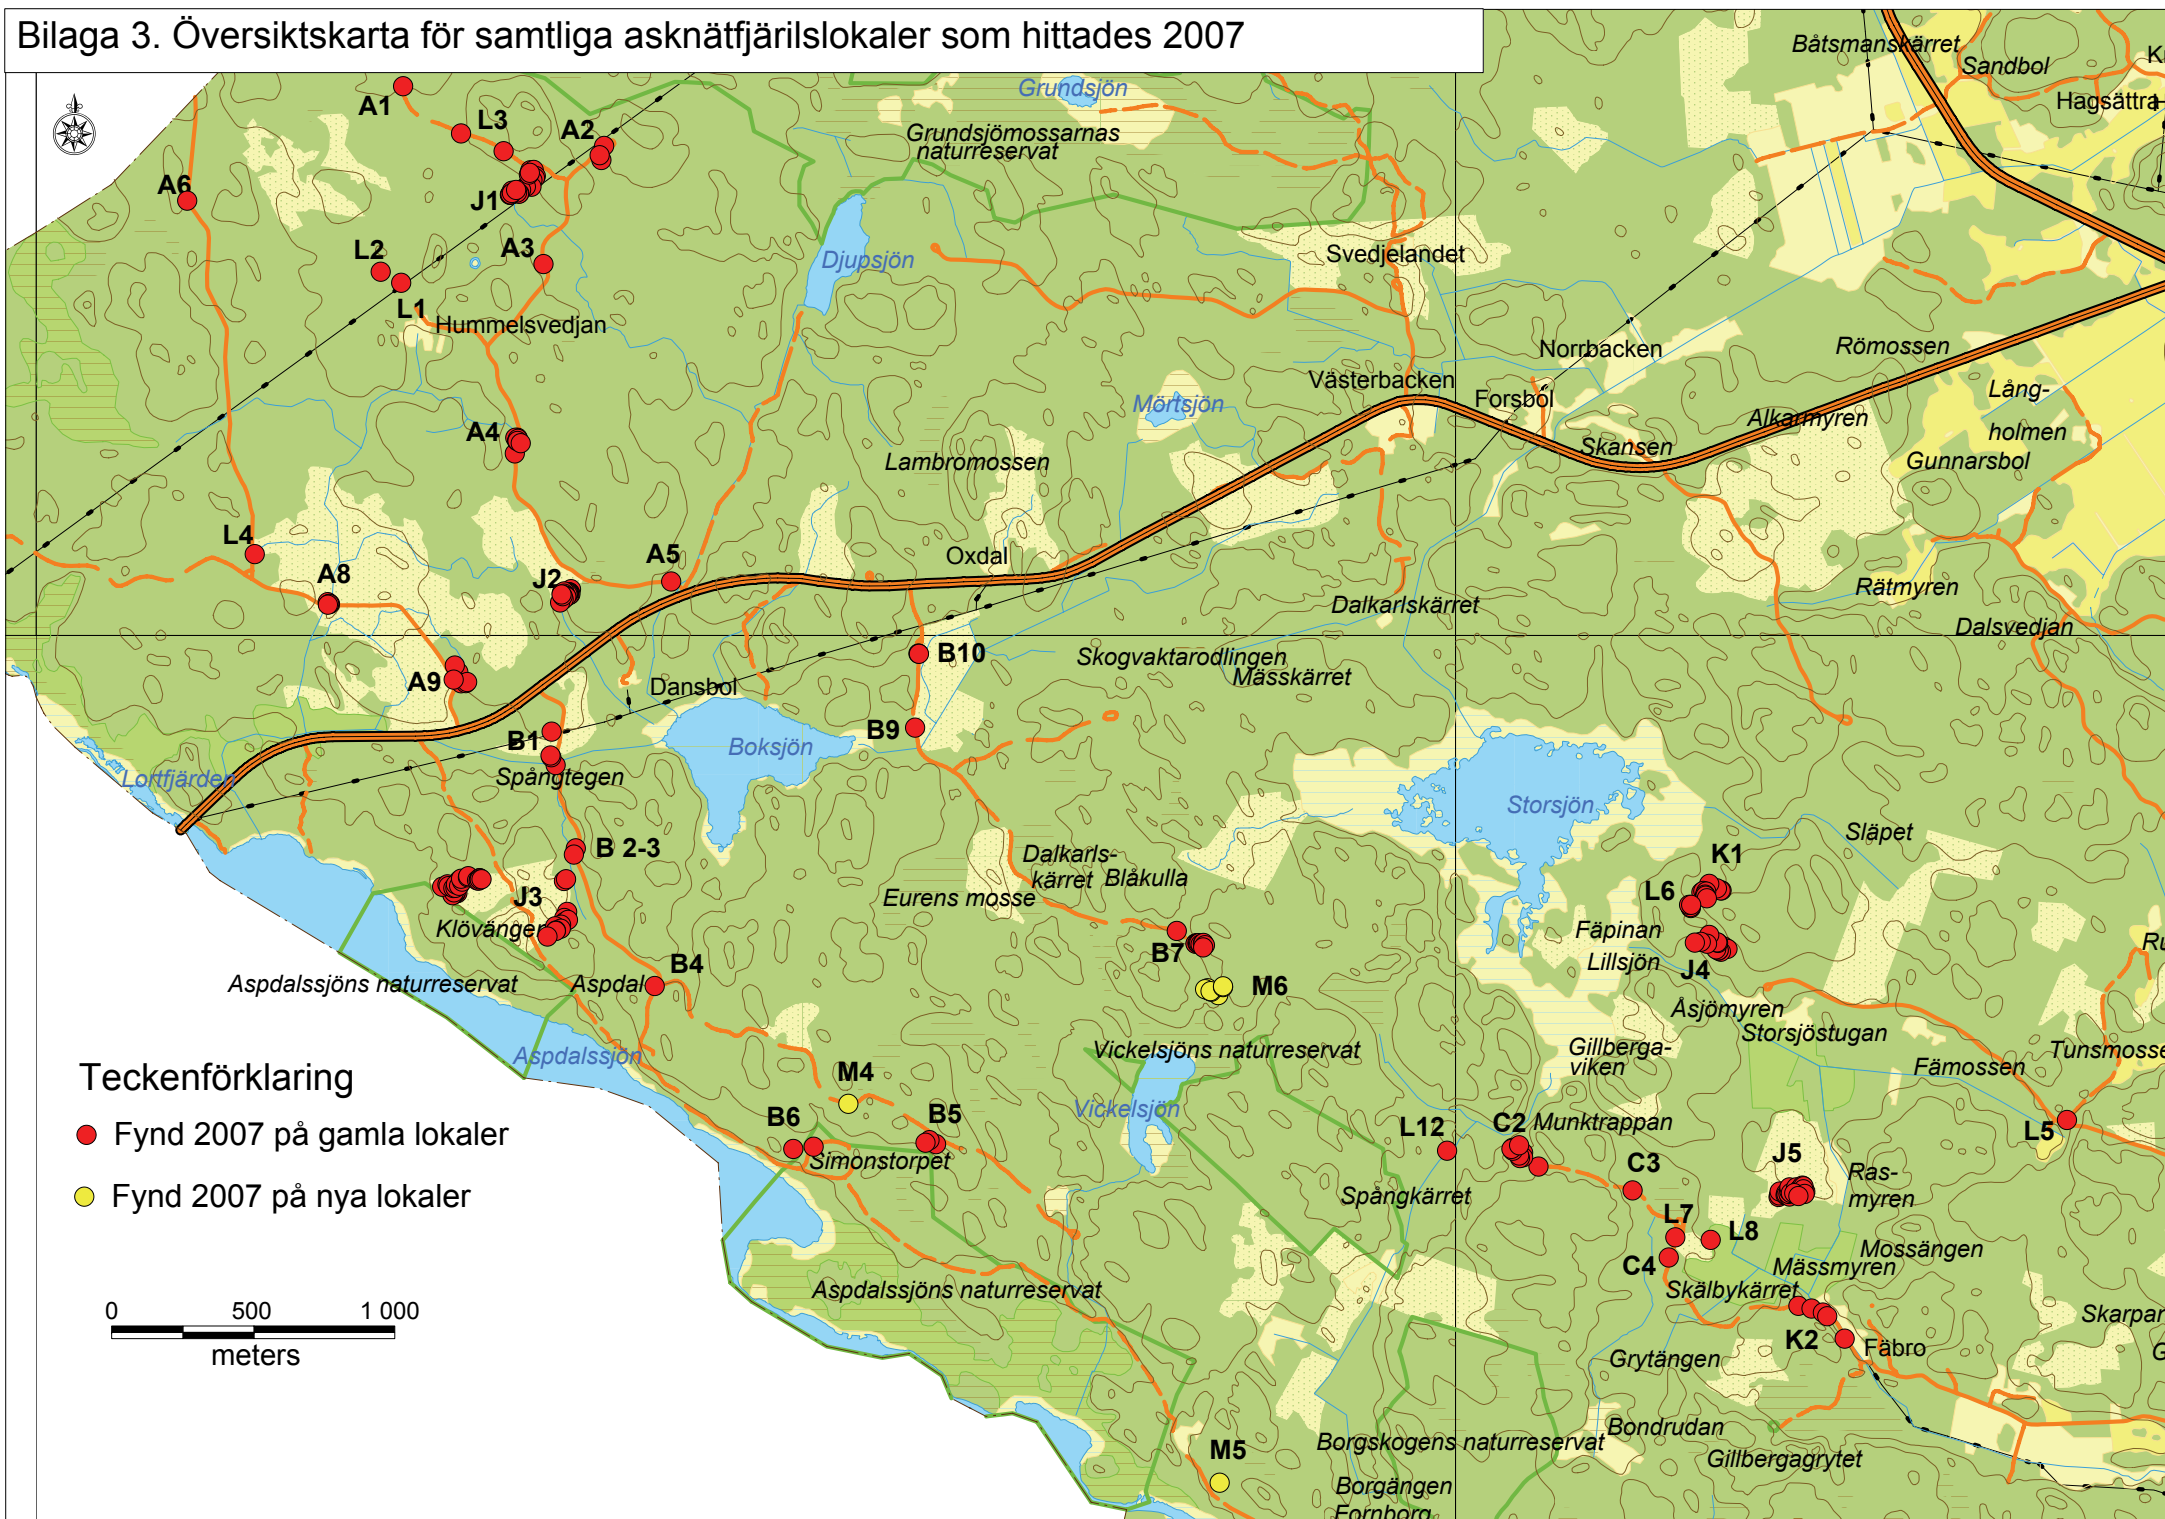 Bilaga 3. Översiktskarta för samtliga asknätfjärilslokaler som hittades 2007
Båtsmanskärret
Sandbol
Hagsättra
Grundsjön
A1
L3
A2
Grundsjömossarnas
naturreservat
A6
J1
A3
L2
L1
Hummelsvedjan
Djupsjön
Svedjelandet
Norrbacken
Römossen
Västerbacken
Forsbol
Mörtsjön
Lång-
holmen
Alkarmyren
Skansen
Gunnarsbol
A4
Lambromossen
L4
A8
J2
A5
Oxdal
Dalkarlskärret
Rätmyren
Dalsvedjan
A9
B10
Skogvaktarodlingen
Mässkärret
Dansbol
B1
B9
Boksjön
Spångtegen
Lortfjärden
Storsjön
Släpet
B 2-3
Dalkarls-
kärret
Blåkulla
K1
L6
J3
Eurens mosse
Klövänger
Fäpinan
B7
Lillsjön
J4
B4
Aspdalssjöns naturreservat
Aspdal
M6
Åsjömyren
Storsjöstugan
Aspdalssjön
Vickelsjöns naturreservat
Gillberga-
viken
Tunsmosse
Fämossen
Teckenförklaring
M4
Vickelsjön
B6
B5
L12
C2
Munktrappan
L5
Fynd 2007 på gamla lokaler
Simonstorpet
C3
J5
Ras-
myren
Fynd 2007 på nya lokaler
Spångkärret
L7
L8
C4
Mossängen
Mässmyren
Aspdalssjöns naturreservat
Skälbykärret
0 500 1 000
meters
K2
Fäbro
Grytängen
Bondrudan
M5
Borgskogens naturreservat
Gillbergagrytet
Borgängen
Fornborg